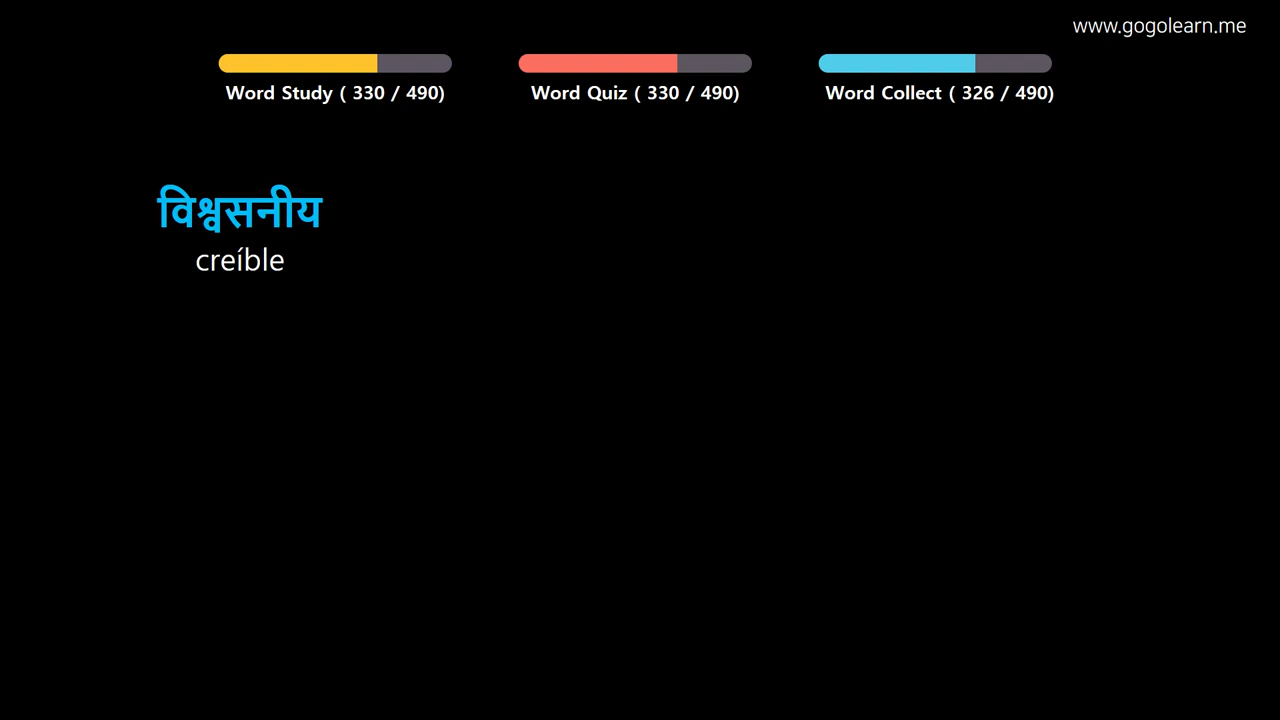 www.gogolearn.me
Word Study ( 330 / 490)
Word Quiz ( 330 / 490)
Word Collect ( 326 / 490)
विश्वसनीय
creíble